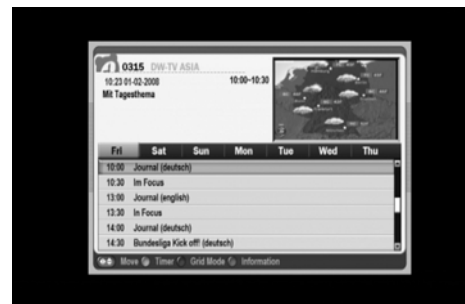 0315 DW-TV ASIA
10:23 01-02-2008 10:00~10:30
Mit Tagesthema
Fri Sat Sun Mon Tue Wed Thu
10:00 Journal (deutsch)
10:30 Im Focus
13:00 Journal (english)
13:30 In Focus
14:00 Journal (deutsch)
14:30 Bundesliga Kick off! (deutsch)
Move Timer Grid Mode Information